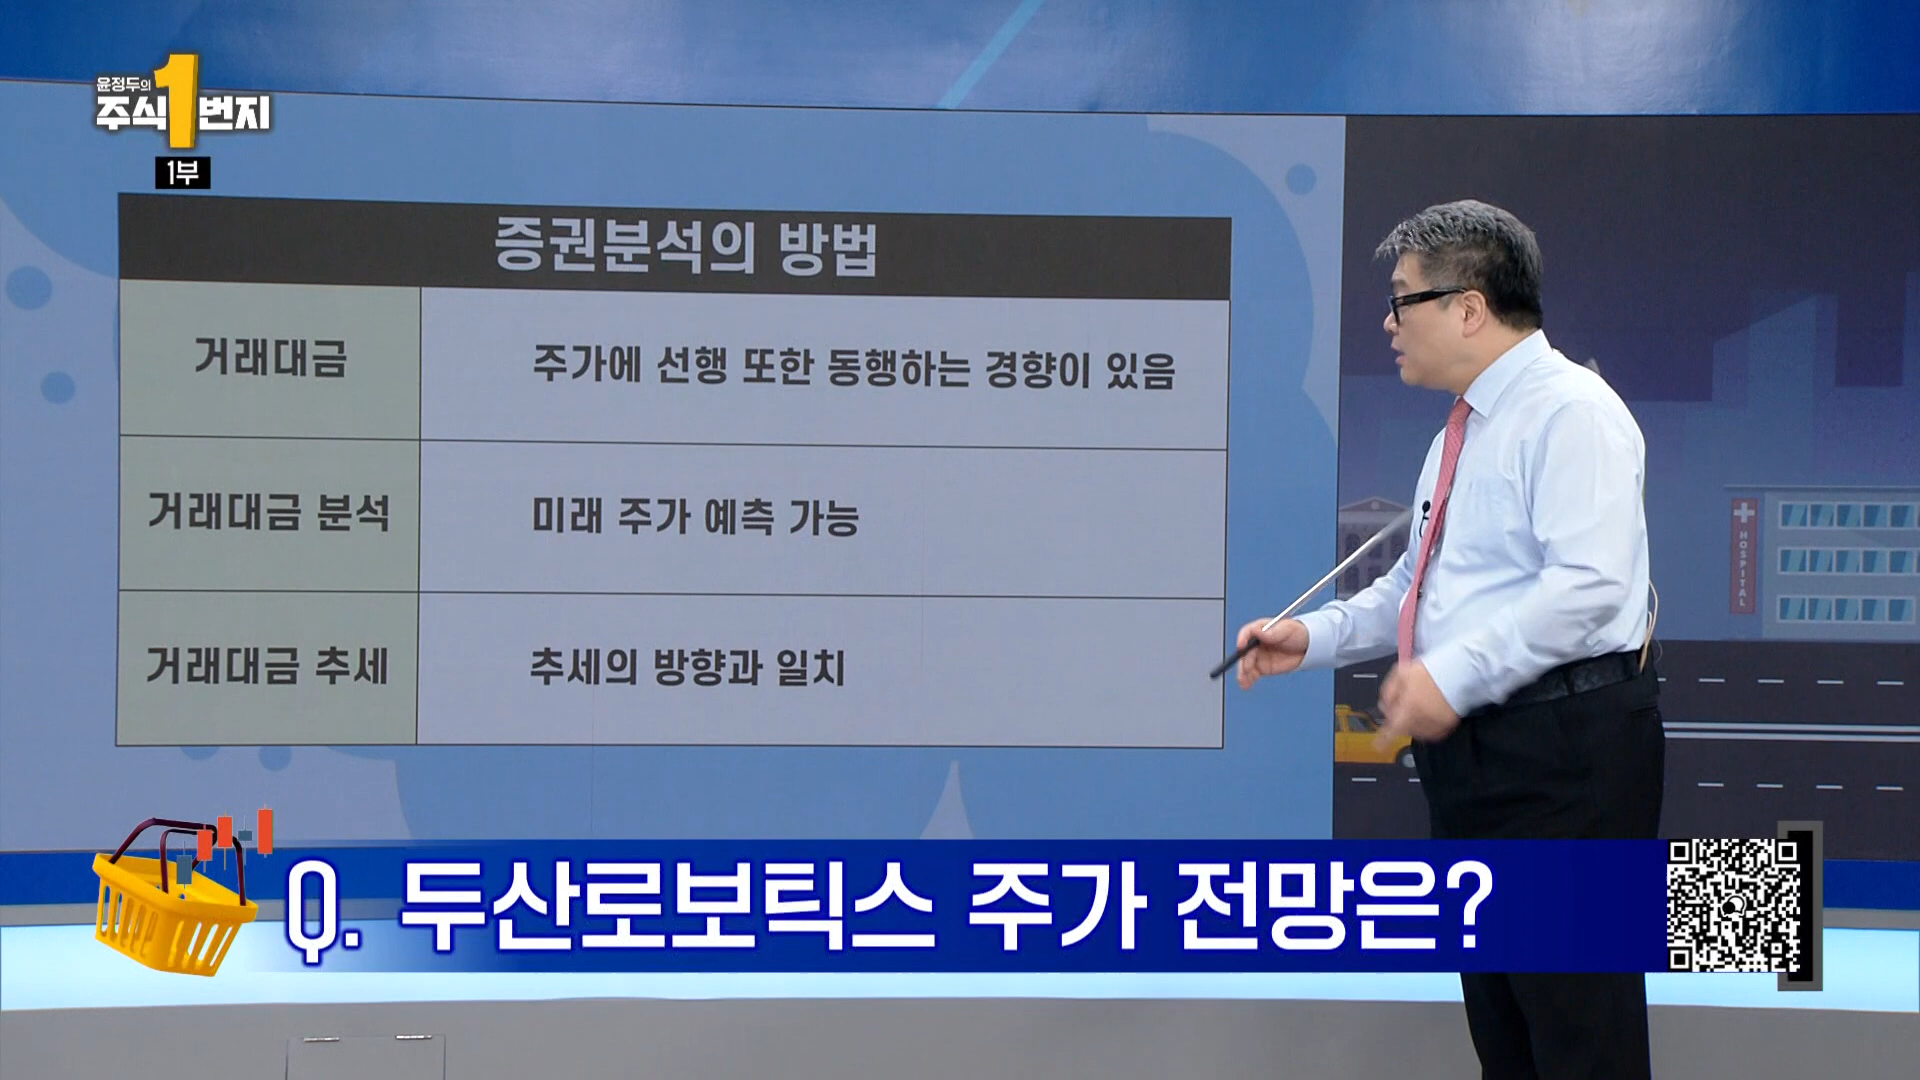 윤정두의
주식1번지
1부
증권분석의 방법
거래대금 주가에 선행 또한 동행하는 경향이 있음
거래대금 분석 미래 주가 예측 가능
거래대금 추세 추세의 방향과 일치
HOSPITAL
Q. 두산로보틱스 주가 전망은?